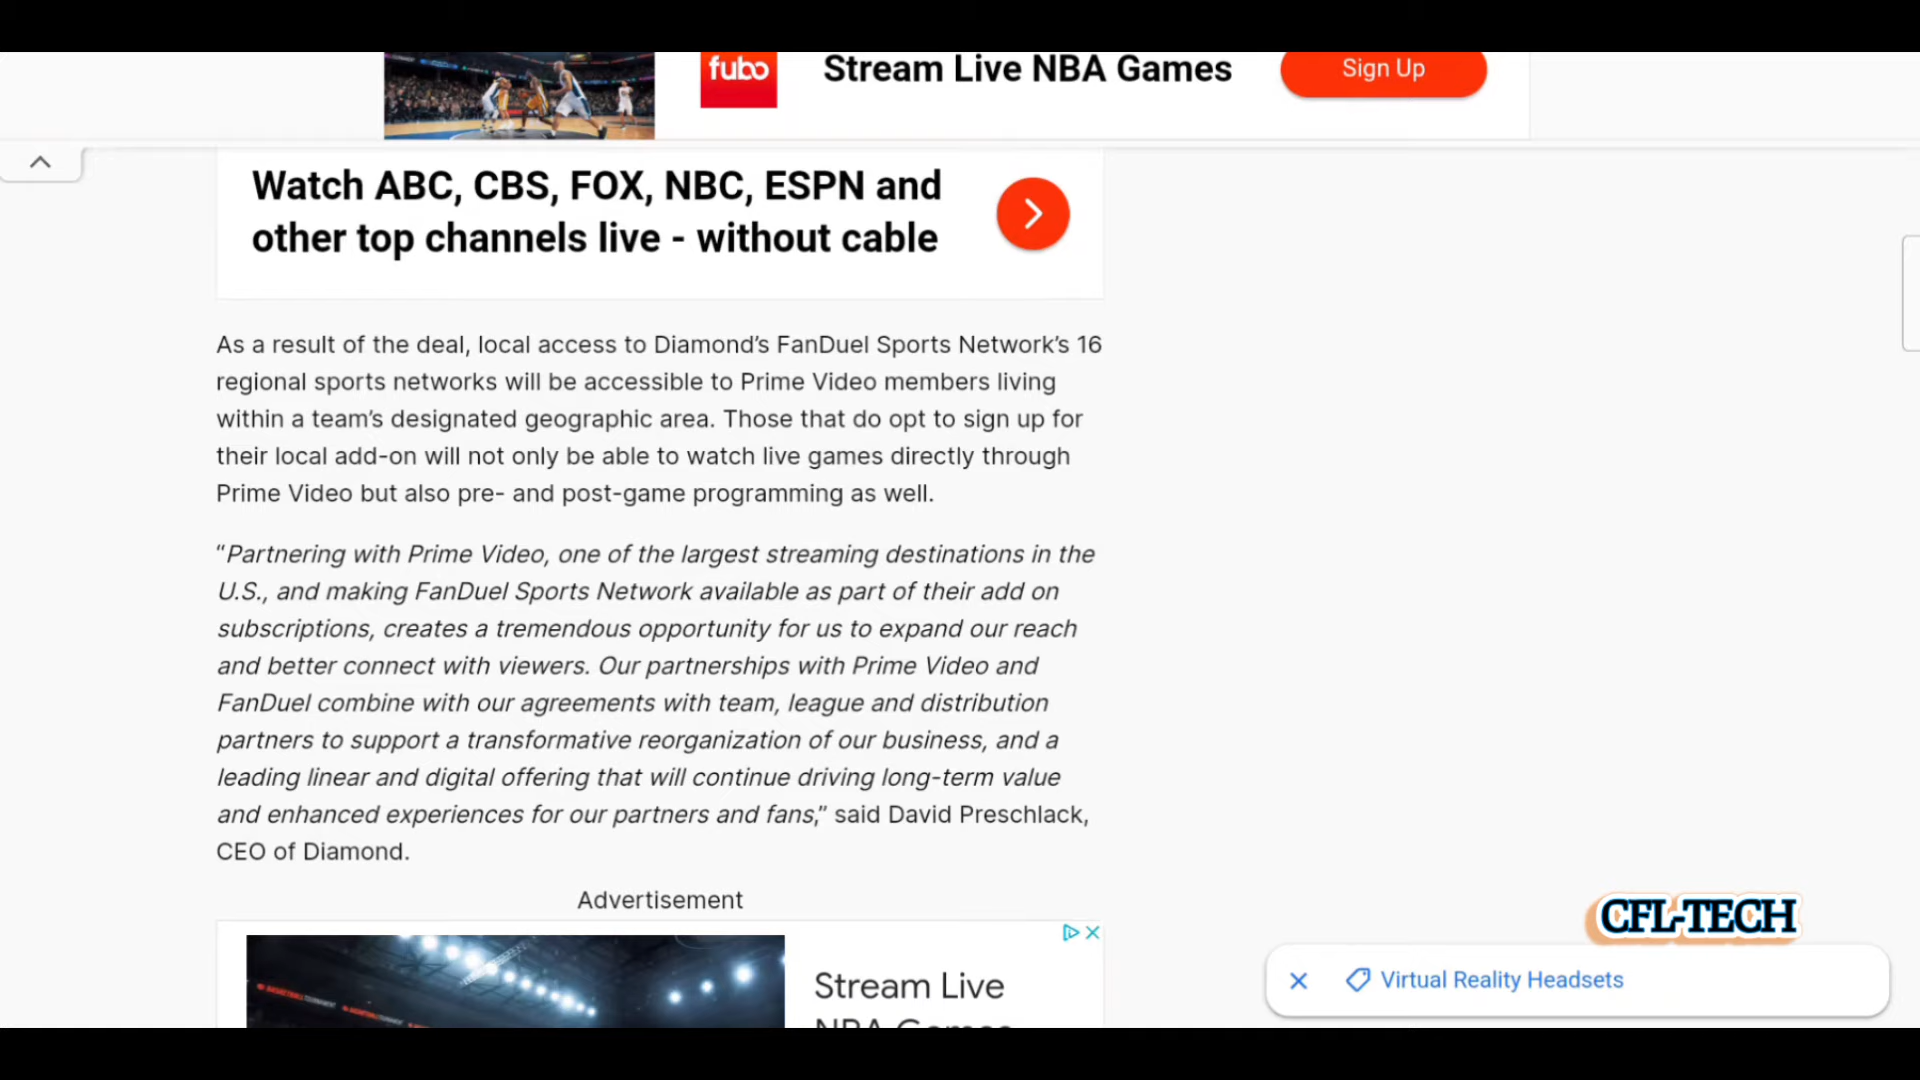 fubo
Stream Live NBA Games
Sign Up
Watch ABC, CBS, FOX, NBC, ESPN and
other top channels live - without cable
As a result of the deal, local access to Diamond’s FanDuel Sports Network’s 16
regional sports networks will be accessible to Prime Video members living
within a team’s designated geographic area. Those that do opt to sign up for
their local add-on will not only be able to watch live games directly through
Prime Video but also pre- and post-game programming as well.
“Partnering with Prime Video, one of the largest streaming destinations in the
U.S., and making FanDuel Sports Network available as part of their add on
subscriptions, creates a tremendous opportunity for us to expand our reach
and better connect with viewers. Our partnerships with Prime Video and
FanDuel combine with our agreements with team, league and distribution
partners to support a transformative reorganization of our business, and a
leading linear and digital offering that will continue driving long-term value
and enhanced experiences for our partners and fans,” said David Preschlack,
CEO of Diamond.
Advertisement
Stream Live
NBA Games
CFL-TECH
Virtual Reality Headsets